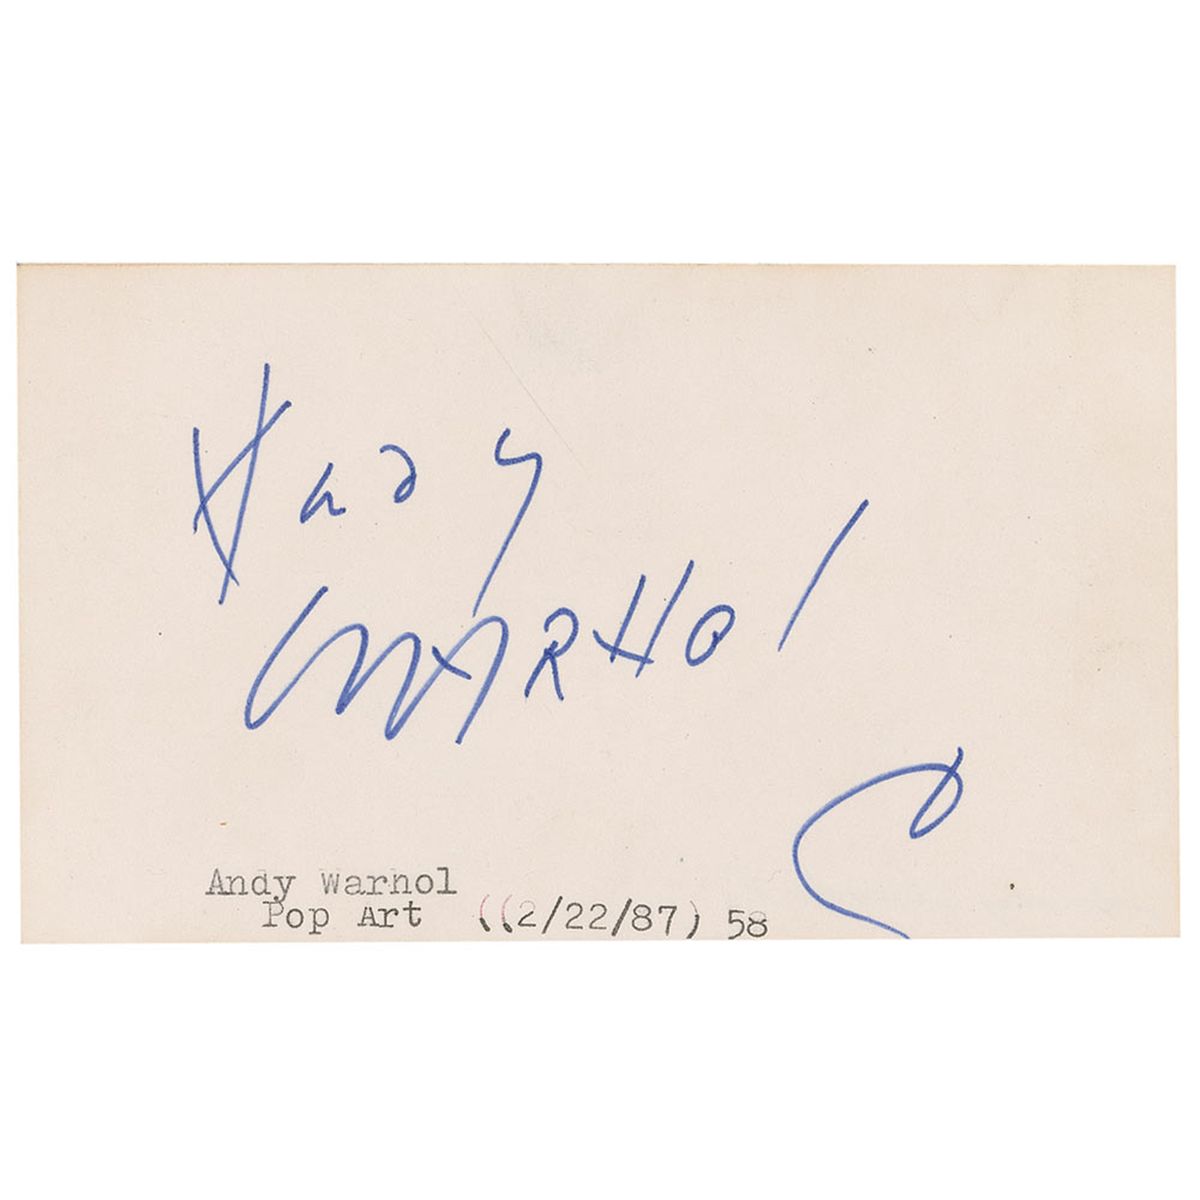 Andy
WARHOl
Andy Warhol
Pop Art ((2/22/87) 58